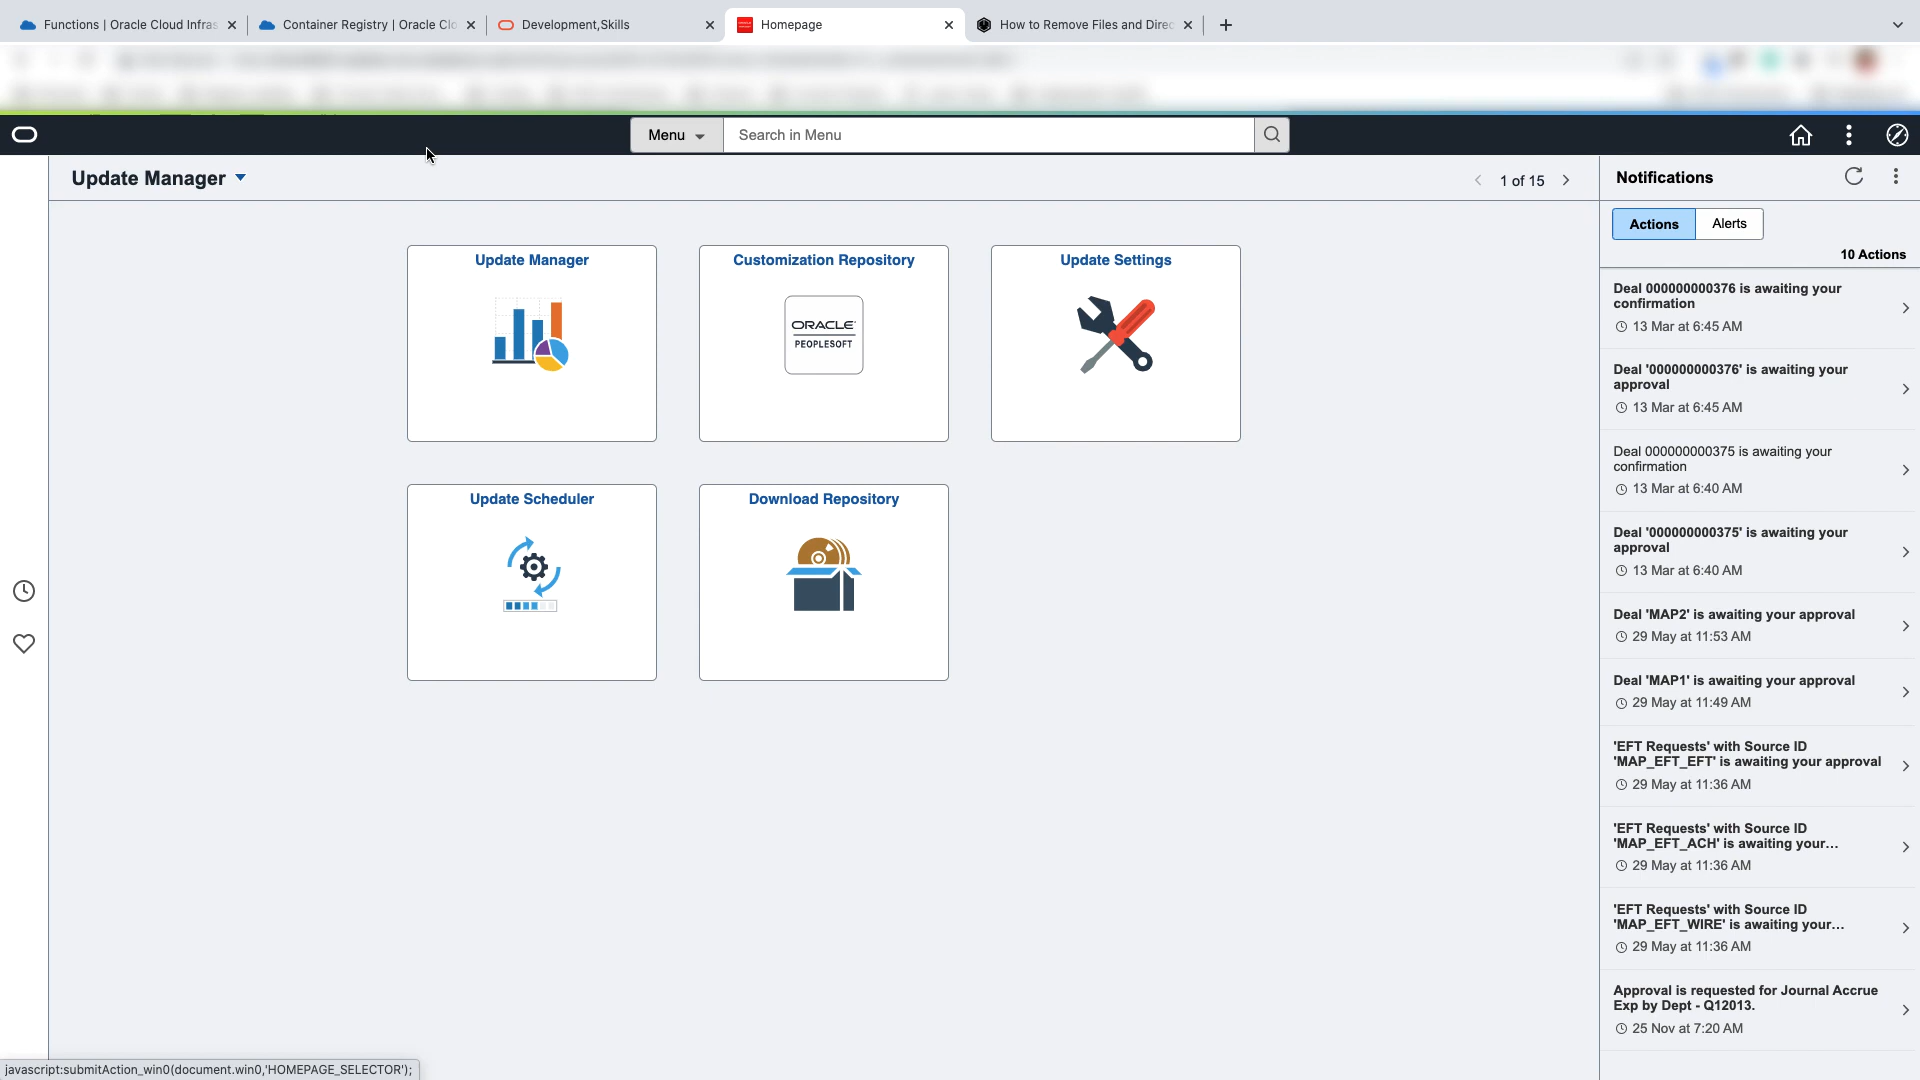 Functions | Oracle Cloud Infras
Container Registry | Oracle Clo
Development,Skills
Homepage
How to Remove Files and Direc
Menu
Search in Menu
Update Manager
1 of 15
Notifications
Actions
Alerts
10 Actions
Update Manager
Customization Repository
ORACLE
PEOPLESOFT
Update Settings
Update Scheduler
Download Repository
Deal 000000000376 is awaiting your
confirmation
13 Mar at 6:45 AM
Deal '000000000376' is awaiting your
approval
13 Mar at 6:45 AM
Deal 000000000375 is awaiting your
confirmation
13 Mar at 6:40 AM
Deal '000000000375' is awaiting your
approval
13 Mar at 6:40 AM
Deal 'MAP2' is awaiting your approval
29 May at 11:53 AM
Deal 'MAP1' is awaiting your approval
29 May at 11:49 AM
'EFT Requests' with Source ID
'MAP_EFT_EFT' is awaiting your approval
29 May at 11:36 AM
'EFT Requests' with Source ID
'MAP_EFT_ACH' is awaiting your...
29 May at 11:36 AM
'EFT Requests' with Source ID
'MAP_EFT_WIRE' is awaiting your...
29 May at 11:36 AM
Approval is requested for Journal Accrue
Exp by Dept - Q12013.
25 Nov at 7:20 AM
javascript:submitAction_win0(document.win0,'HOMEPAGE_SELECTOR');